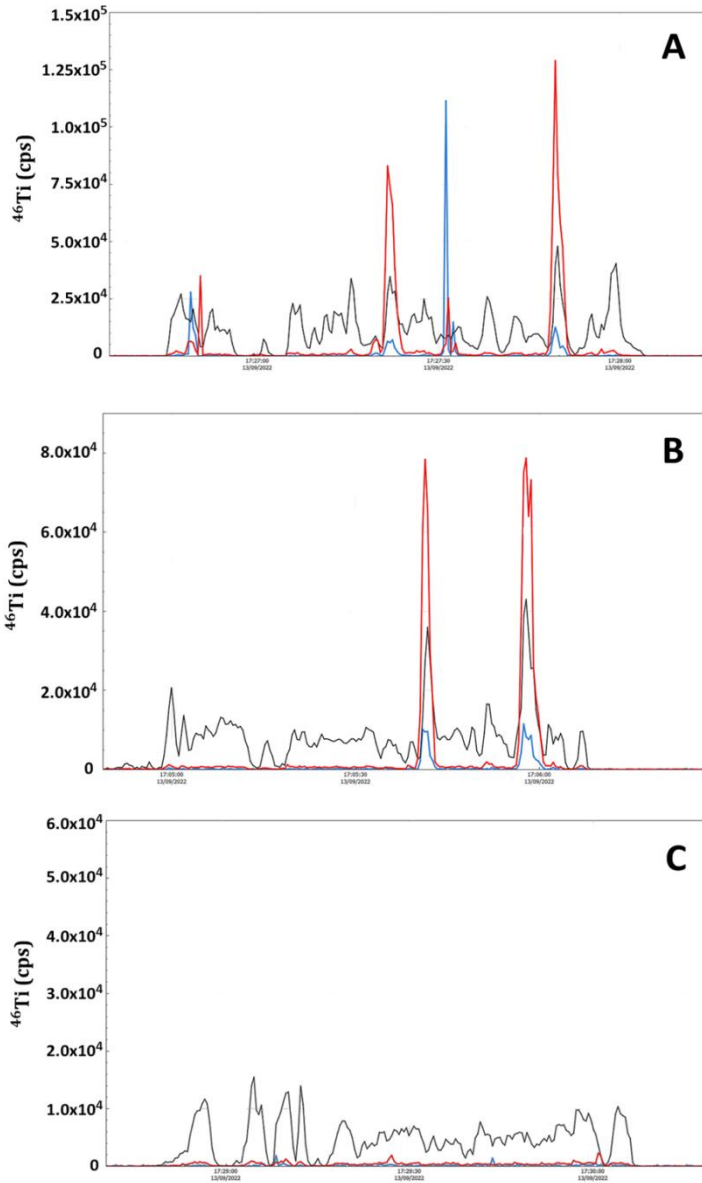 A
1.5x10⁵
1.25x10⁵
1.0x10⁵
7.5x10⁴
5.0x10⁴
2.5x10⁴
0
⁴⁶Ti (cps)
17:27:00 17:27:30 17:28:00
13/09/2022 13/09/2022 13/09/2022
B
8.0x10⁴
6.0x10⁴
4.0x10⁴
2.0x10⁴
0
⁴⁶Ti (cps)
17:05:00 17:05:30 17:06:00
13/09/2022 13/09/2022 13/09/2022
C
6.0x10⁴
5.0x10⁴
4.0x10⁴
3.0x10⁴
2.0x10⁴
1.0x10⁴
0
⁴⁶Ti (cps)
17:29:00 17:29:30 17:30:00
13/09/2022 13/09/2022 13/09/2022